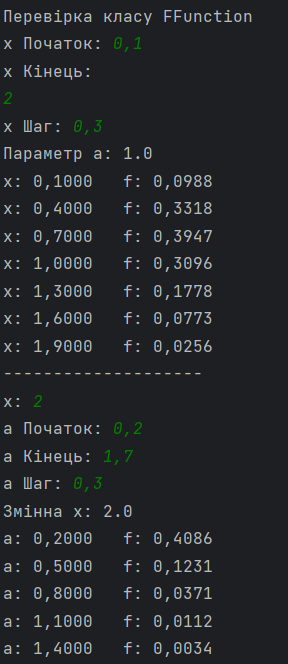 Перевірка класу FFunction
x Початок: 0,1
x Кінець:
2
x Шаг: 0,3
Параметр a: 1.0
x: 0,1000 f: 0,0988
x: 0,4000 f: 0,3318
x: 0,7000 f: 0,3947
x: 1,0000 f: 0,3096
x: 1,3000 f: 0,1778
x: 1,6000 f: 0,0773
x: 1,9000 f: 0,0256
--------------------
x: 2
a Початок: 0,2
a Кінець: 1,7
a Шаг: 0,3
Змінна x: 2.0
a: 0,2000 f: 0,4086
a: 0,5000 f: 0,1231
a: 0,8000 f: 0,0371
a: 1,1000 f: 0,0112
a: 1,4000 f: 0,0034